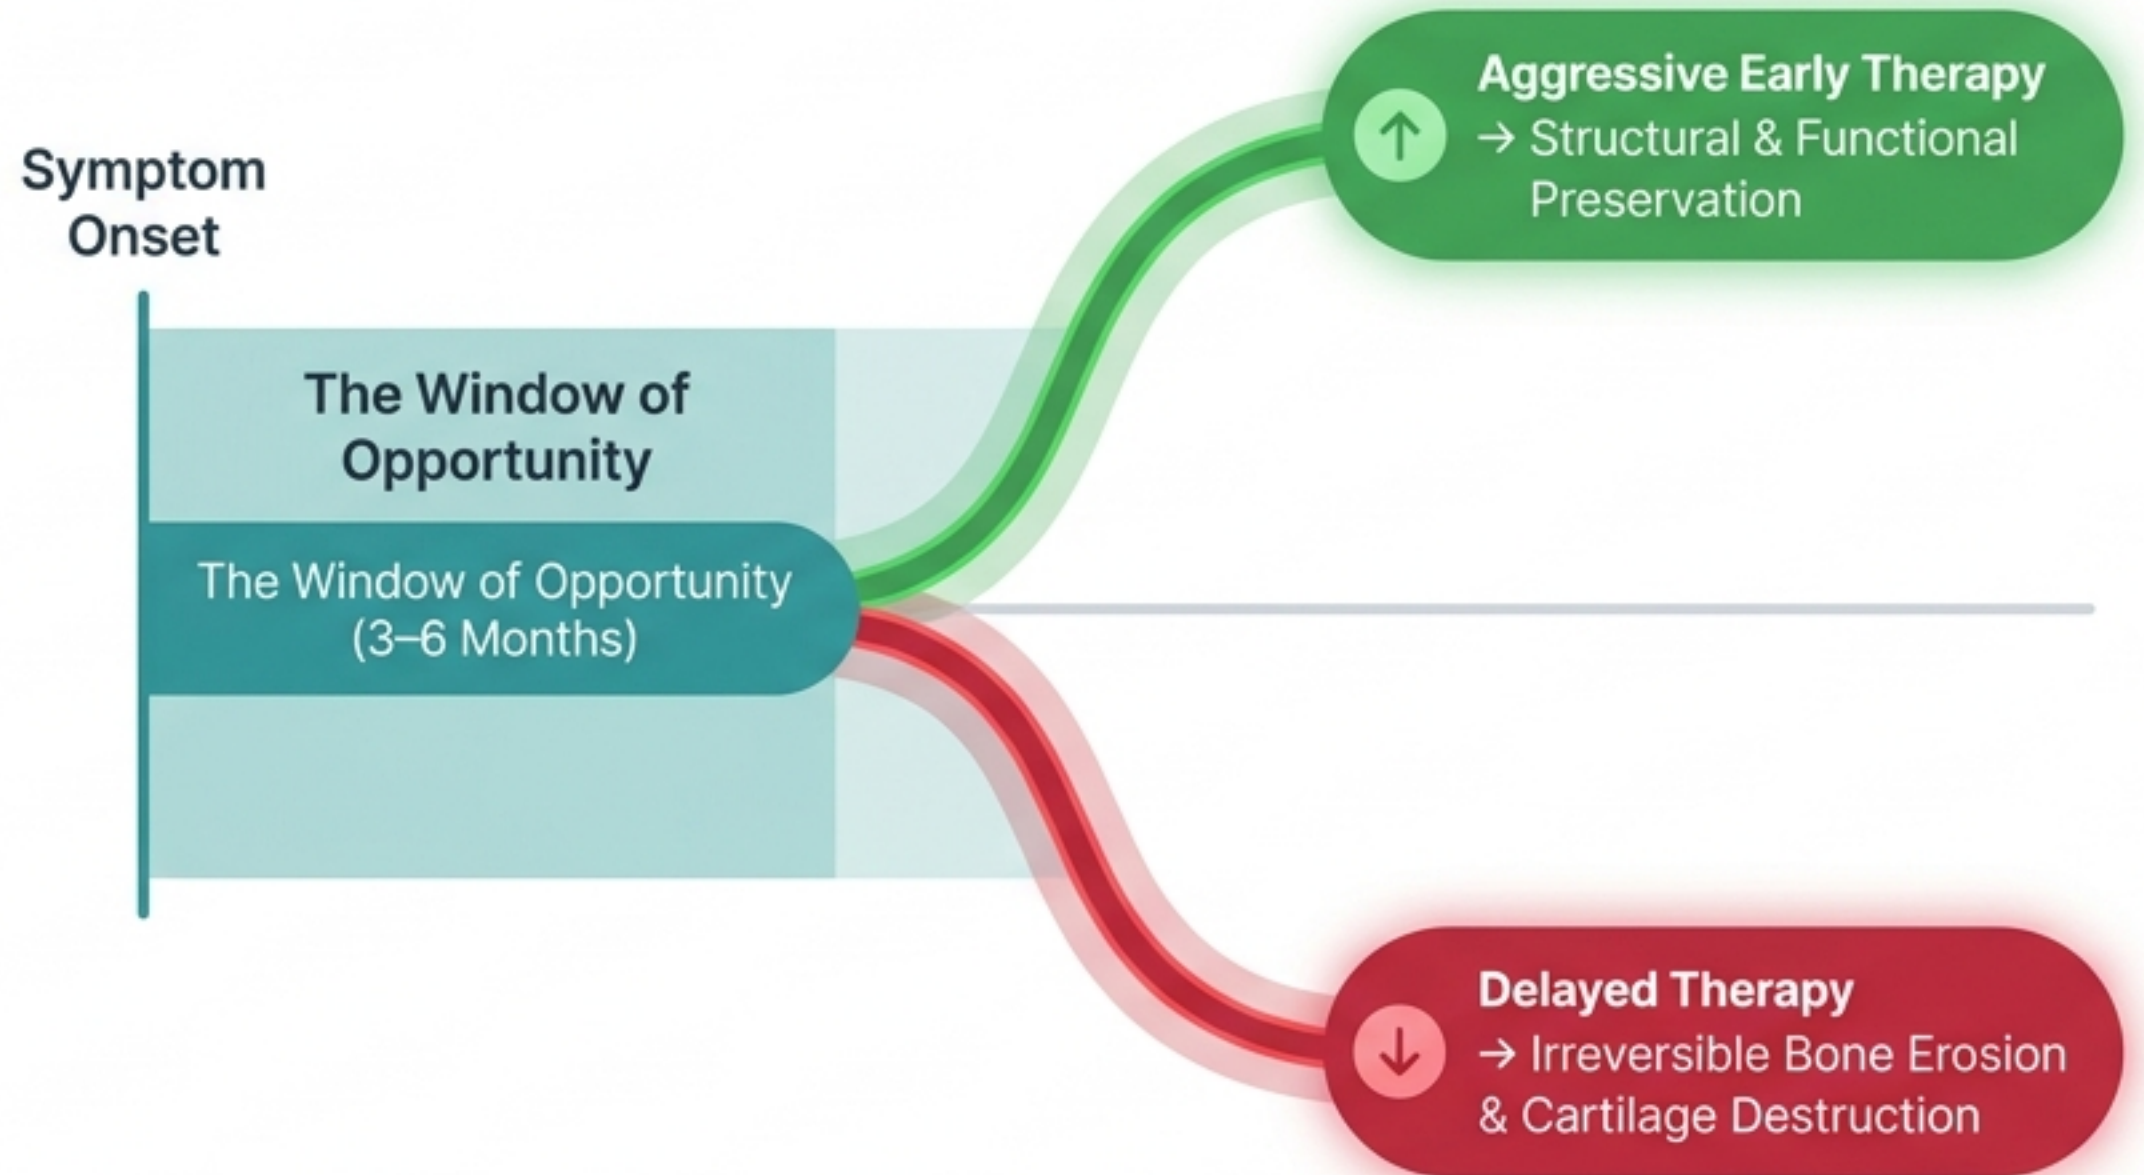 Symptom
Onset
The Window of
Opportunity
The Window of Opportunity
(3–6 Months)
Aggressive Early Therapy
→ Structural & Functional
Preservation
Delayed Therapy
→ Irreversible Bone Erosion
& Cartilage Destruction